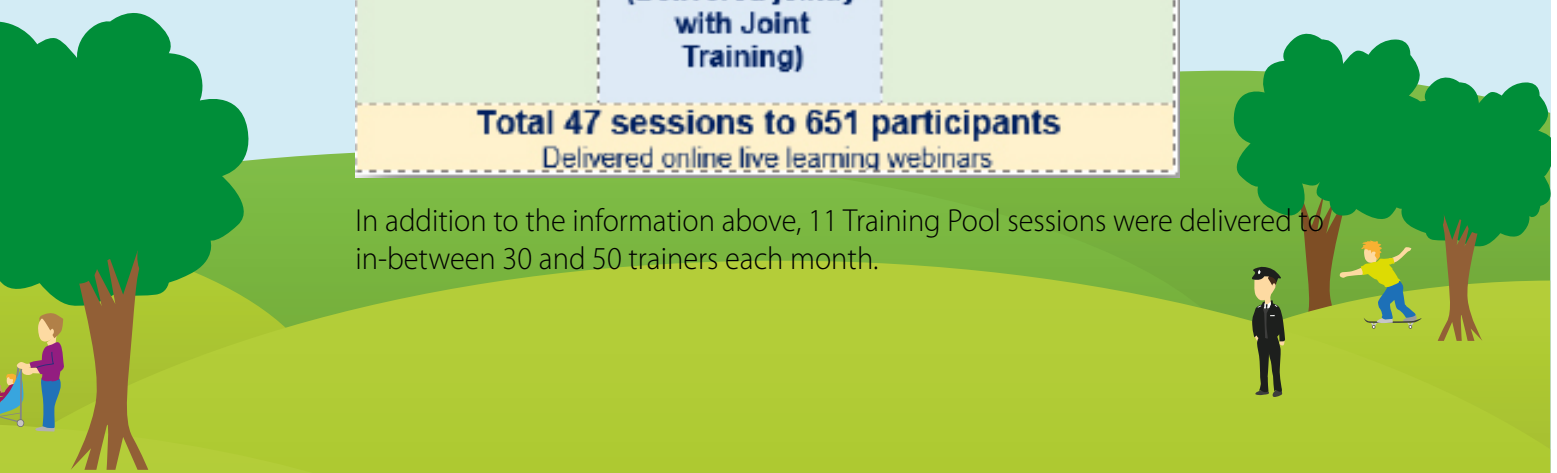 with Joint
Training)
Total 47 sessions to 651 participants
Delivered online live learning webinars
In addition to the information above, 11 Training Pool sessions were delivered to
in-between 30 and 50 trainers each month.